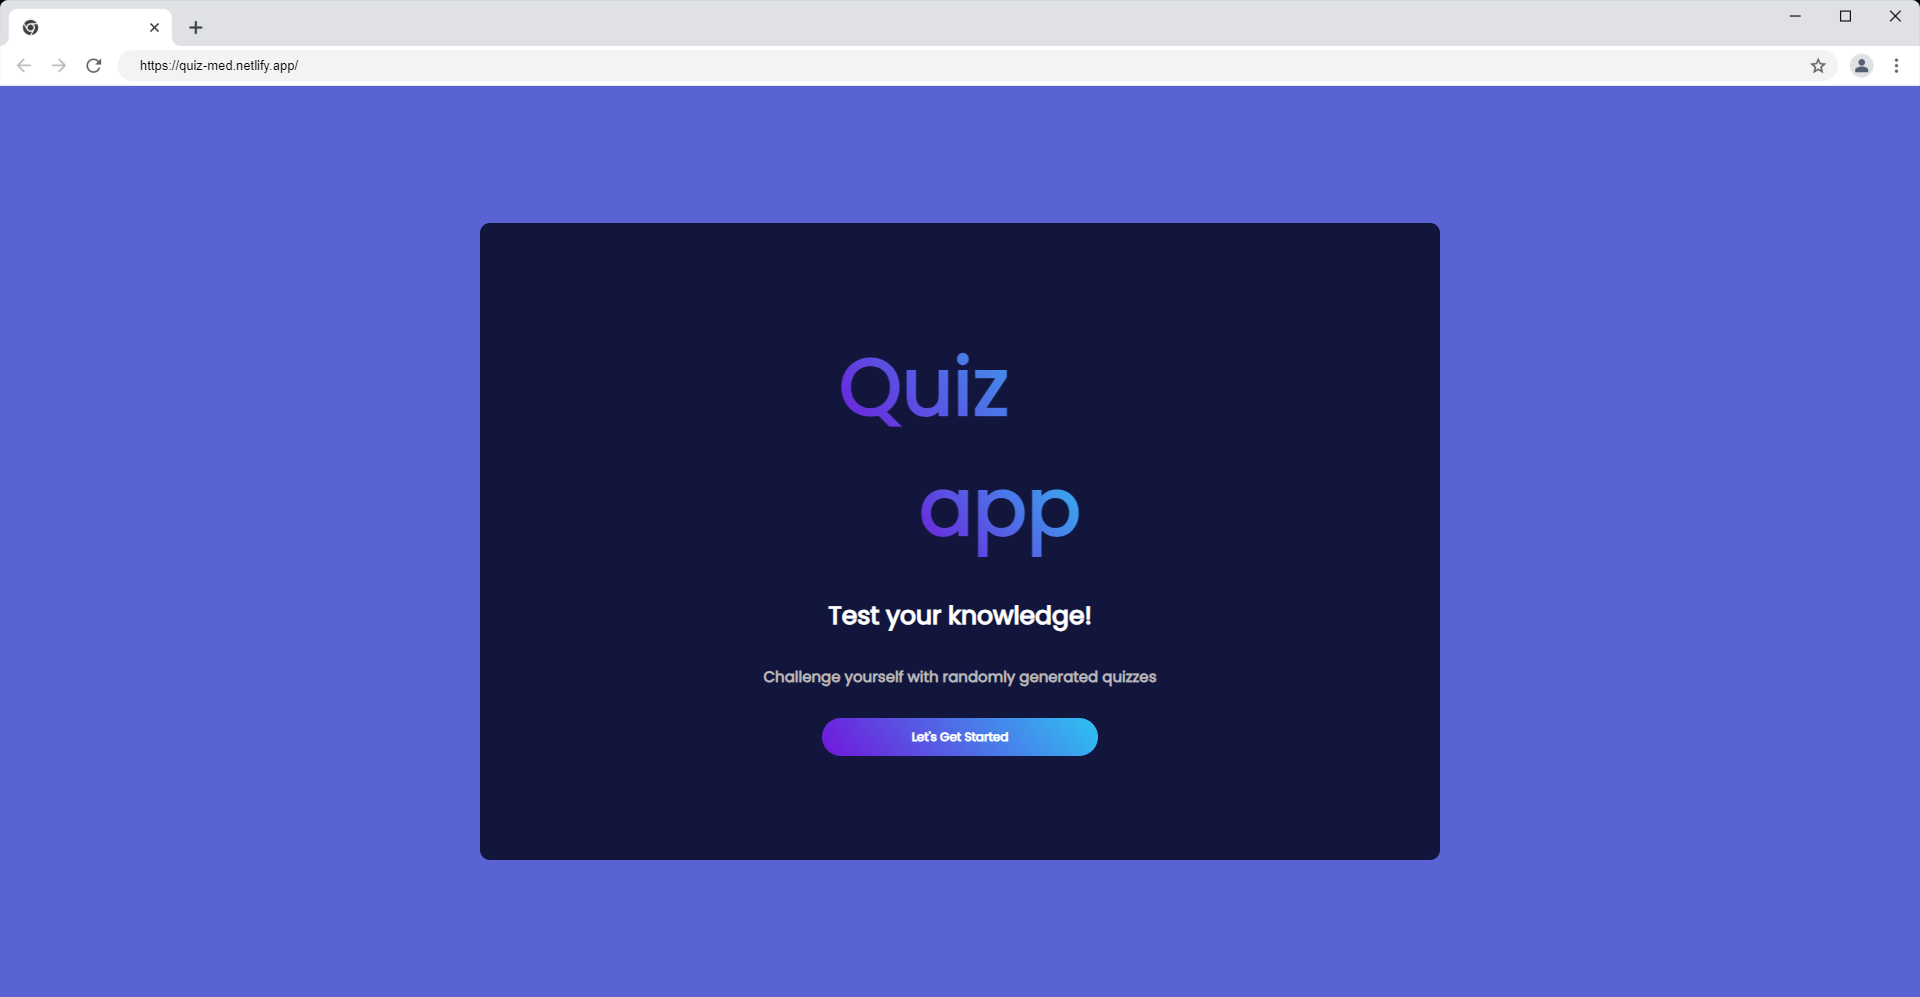 https://quiz-med.netlify.app/
Quiz
app
Test your knowledge!
Challenge yourself with randomly generated quizzes
Let's Get Started